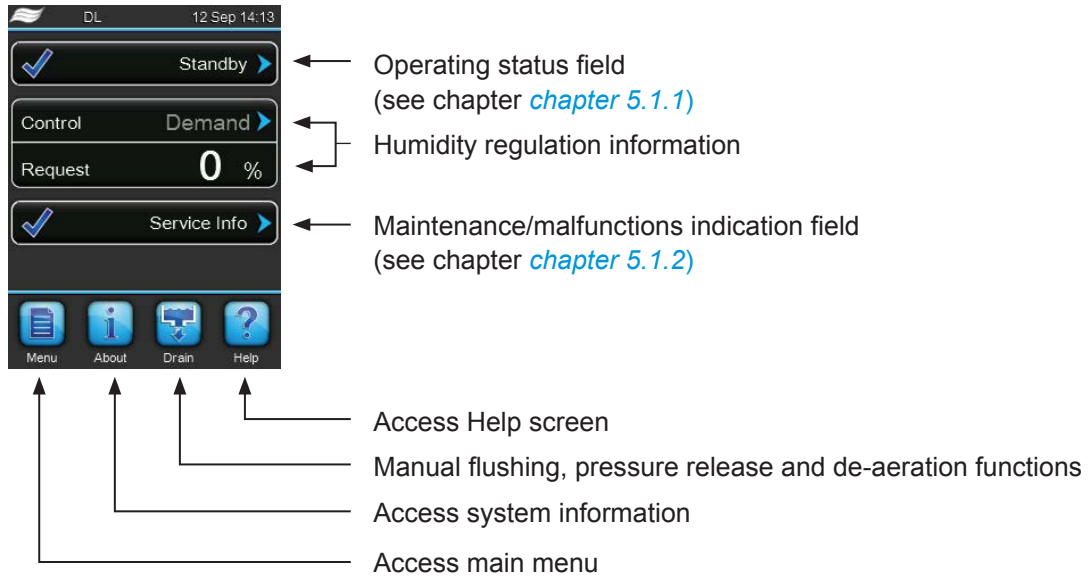 DL 12 Sep 14:13
Standby
Control Demand
Request 0 %
Service Info
Menu About Drain Help
Operating status field
(see chapter chapter 5.1.1)
Humidity regulation information
Maintenance/malfunctions indication field
(see chapter chapter 5.1.2)
Access Help screen
Manual flushing, pressure release and de-aeration functions
Access system information
Access main menu